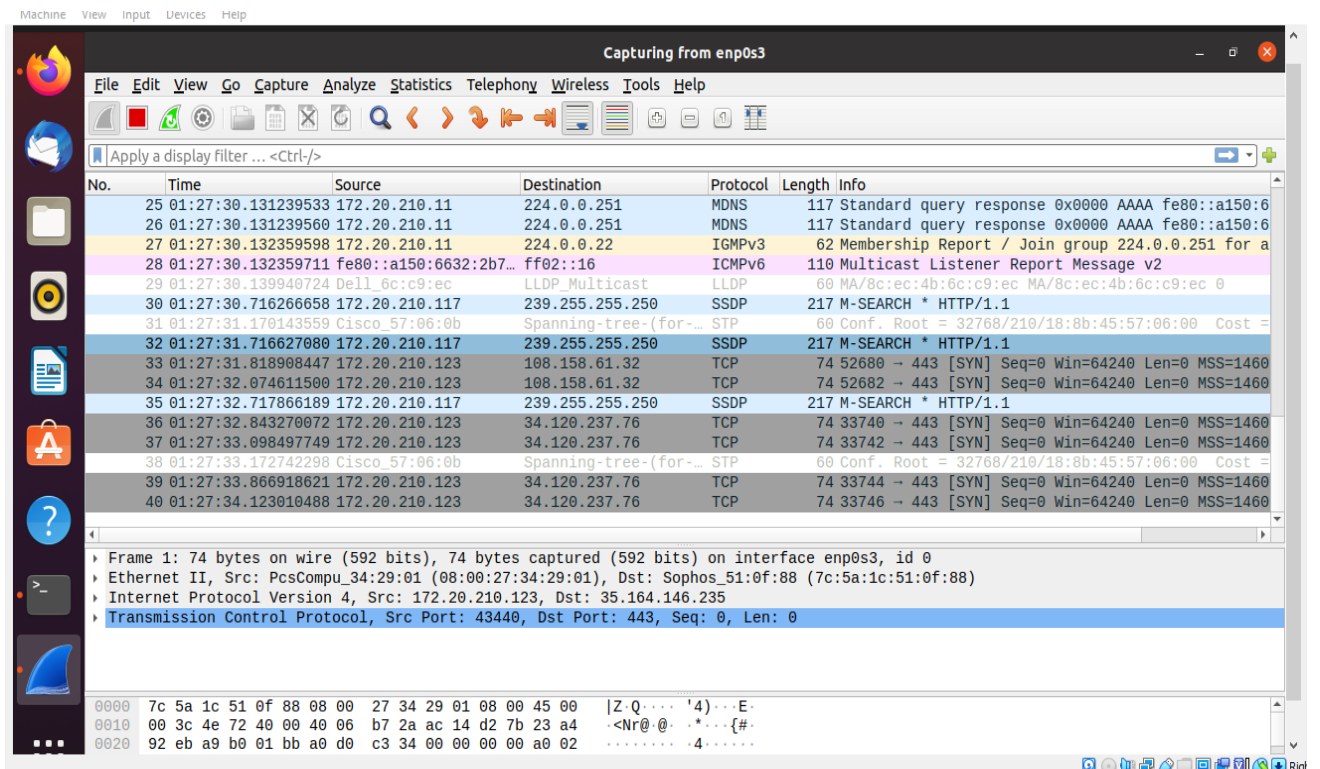 Machine View Input Devices Help
Capturing from enp0s3
File Edit View Go Capture Analyze Statistics Telephony Wireless Tools Help
Apply a display filter ... <Ctrl-/>
No. Time Source Destination Protocol Length Info
25 01:27:30.131239533 172.20.210.11 224.0.0.251 MDNS 117 Standard query response 0x0000 AAAA fe80::a150:6
26 01:27:30.131239560 172.20.210.11 224.0.0.251 MDNS 117 Standard query response 0x0000 AAAA fe80::a150:6
27 01:27:30.132359598 172.20.210.11 224.0.0.22 IGMPv3 62 Membership Report / Join group 224.0.0.251 for a
28 01:27:30.132359711 fe80::a150:6632:2b7… ff02::16 ICMPv6 110 Multicast Listener Report Message v2
29 01:27:30.139940724 Dell_6c:c9:ec LLDP_Multicast LLDP 60 MA/8c:ec:4b:6c:c9:ec MA/8c:ec:4b:6c:c9:ec 0
30 01:27:30.716266658 172.20.210.117 239.255.255.250 SSDP 217 M-SEARCH * HTTP/1.1
31 01:27:31.170143559 Cisco_57:06:0b Spanning-tree-(for-… STP 60 Conf. Root = 32768/210/18:8b:45:57:06:00 Cost =
32 01:27:31.716627080 172.20.210.117 239.255.255.250 SSDP 217 M-SEARCH * HTTP/1.1
33 01:27:31.818908447 172.20.210.123 108.158.61.32 TCP 74 52680 → 443 [SYN] Seq=0 Win=64240 Len=0 MSS=1460
34 01:27:32.074611500 172.20.210.123 108.158.61.32 TCP 74 52682 → 443 [SYN] Seq=0 Win=64240 Len=0 MSS=1460
35 01:27:32.717866189 172.20.210.117 239.255.255.250 SSDP 217 M-SEARCH * HTTP/1.1
36 01:27:32.843270072 172.20.210.123 34.120.237.76 TCP 74 33740 → 443 [SYN] Seq=0 Win=64240 Len=0 MSS=1460
37 01:27:33.098497749 172.20.210.123 34.120.237.76 TCP 74 33742 → 443 [SYN] Seq=0 Win=64240 Len=0 MSS=1460
38 01:27:33.172742298 Cisco_57:06:0b Spanning-tree-(for-… STP 60 Conf. Root = 32768/210/18:8b:45:57:06:00 Cost =
39 01:27:33.866918621 172.20.210.123 34.120.237.76 TCP 74 33744 → 443 [SYN] Seq=0 Win=64240 Len=0 MSS=1460
40 01:27:34.123010488 172.20.210.123 34.120.237.76 TCP 74 33746 → 443 [SYN] Seq=0 Win=64240 Len=0 MSS=1460
Frame 1: 74 bytes on wire (592 bits), 74 bytes captured (592 bits) on interface enp0s3, id 0
Ethernet II, Src: PcsCompu_34:29:01 (08:00:27:34:29:01), Dst: Sophos_51:0f:88 (7c:5a:1c:51:0f:88)
Internet Protocol Version 4, Src: 172.20.210.123, Dst: 35.164.146.235
Transmission Control Protocol, Src Port: 43440, Dst Port: 443, Seq: 0, Len: 0
0000 7c 5a 1c 51 0f 88 08 00 27 34 29 01 08 00 45 00 |Z·Q···· '4)···E·
0010 00 3c 4e 72 40 00 40 06 b7 2a ac 14 d2 7b 23 a4 ·<Nr@·@· ·*···{#·
0020 92 eb a9 b0 01 bb a0 d0 c3 34 00 00 00 00 a0 02 ········ ·4······